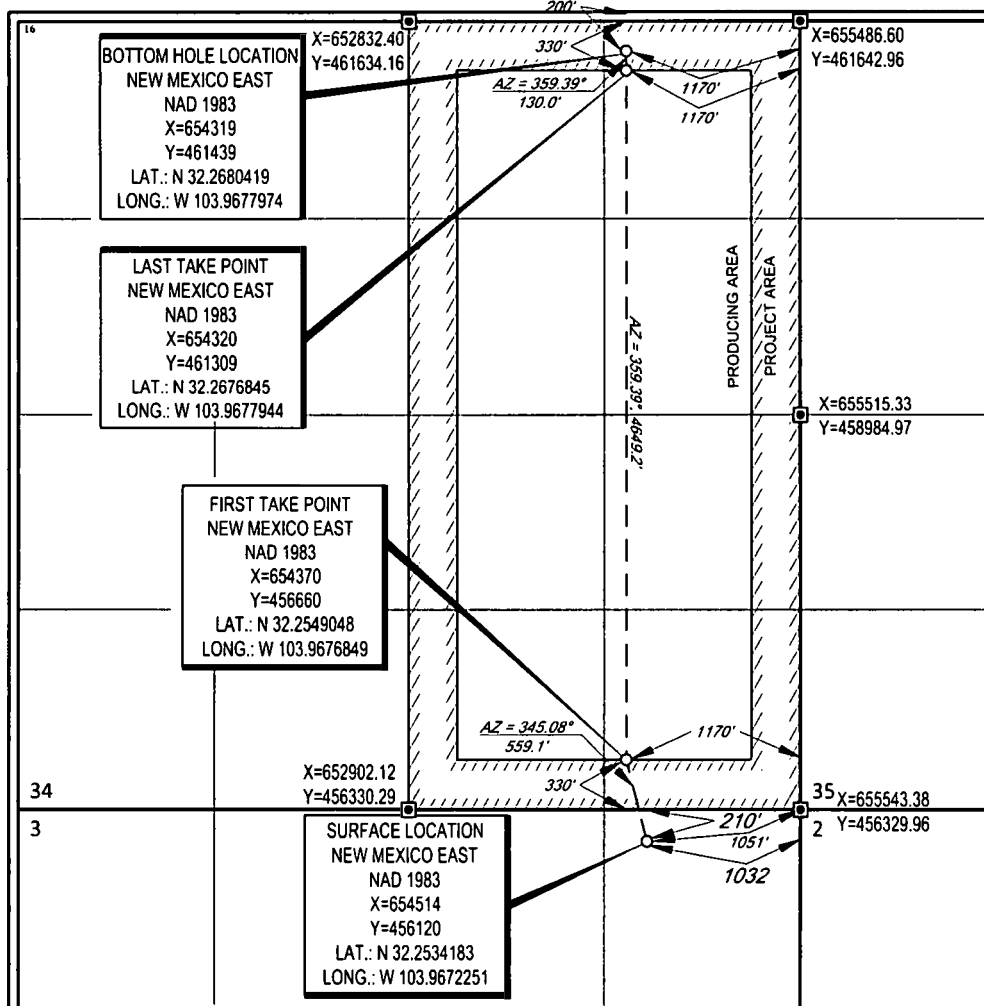 16
200'
X=652832.40
Y=461634.16
330'
X=655486.60
Y=461642.96
BOTTOM HOLE LOCATION
NEW MEXICO EAST
NAD 1983
X=654319
Y=461439
LAT.: N 32.2680419
LONG.: W 103.9677974
AZ = 359.39°
130.0'
1170'
1170'
LAST TAKE POINT
NEW MEXICO EAST
NAD 1983
X=654320
Y=461309
LAT.: N 32.2676845
LONG.: W 103.9677944
PRODUCING AREA
PROJECT AREA
AZ = 359.39°, 4649.2'
X=655515.33
Y=458984.97
FIRST TAKE POINT
NEW MEXICO EAST
NAD 1983
X=654370
Y=456660
LAT.: N 32.2549048
LONG.: W 103.9676849
AZ = 345.08°
559.1'
1170'
X=652902.12
Y=456330.29
330'
34
3
35
2
X=655543.38
Y=456329.96
210'
1051'
1032
SURFACE LOCATION
NEW MEXICO EAST
NAD 1983
X=654514
Y=456120
LAT.: N 32.2534183
LONG.: W 103.9672251